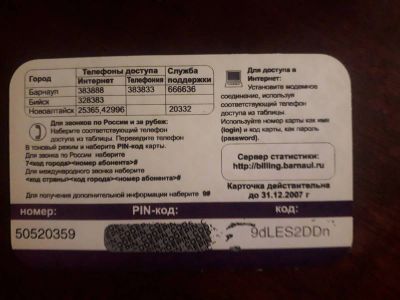 Город Телефоны доступа Служба поддержки
Интернет Телефония
Барнаул 383888 383833 666636
Бийск 328383
Новоалтайск 25365,42996 20332
Для звонков по России и за рубеж:
Наберите соответствующий телефон
доступа из таблицы. Переведите телефон
в тоновый режим и наберите PIN-код карты.
Для звонка по России наберите
7<код города><номер абонента>#
Для международного звонка наберите
<код страны><код города><номер абонента>#
Для получения дополнительной информации наберите 9#
Для доступа в
Интернет:
Установите модемное
соединение, используя
соответствующий телефон
доступа из таблицы.
Используйте номер карты как имя
(login) и код карты, как пароль
(password).
Сервер статистики:
http://billing.barnaul.ru
Карточка действительна
до 31.12.2007 г
номер: PIN-код: код:
50520359 9dLES2DDn